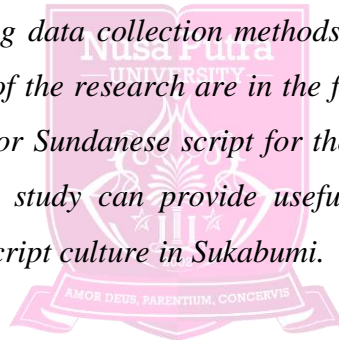 g data collection methods
Nusa Putra
—UNIVERSITY—
of the research are in the f
or Sundanese script for th
study can provide usefu
cript culture in Sukabumi.
AMOR DEUS, PARENTIUM, CONCERVIS